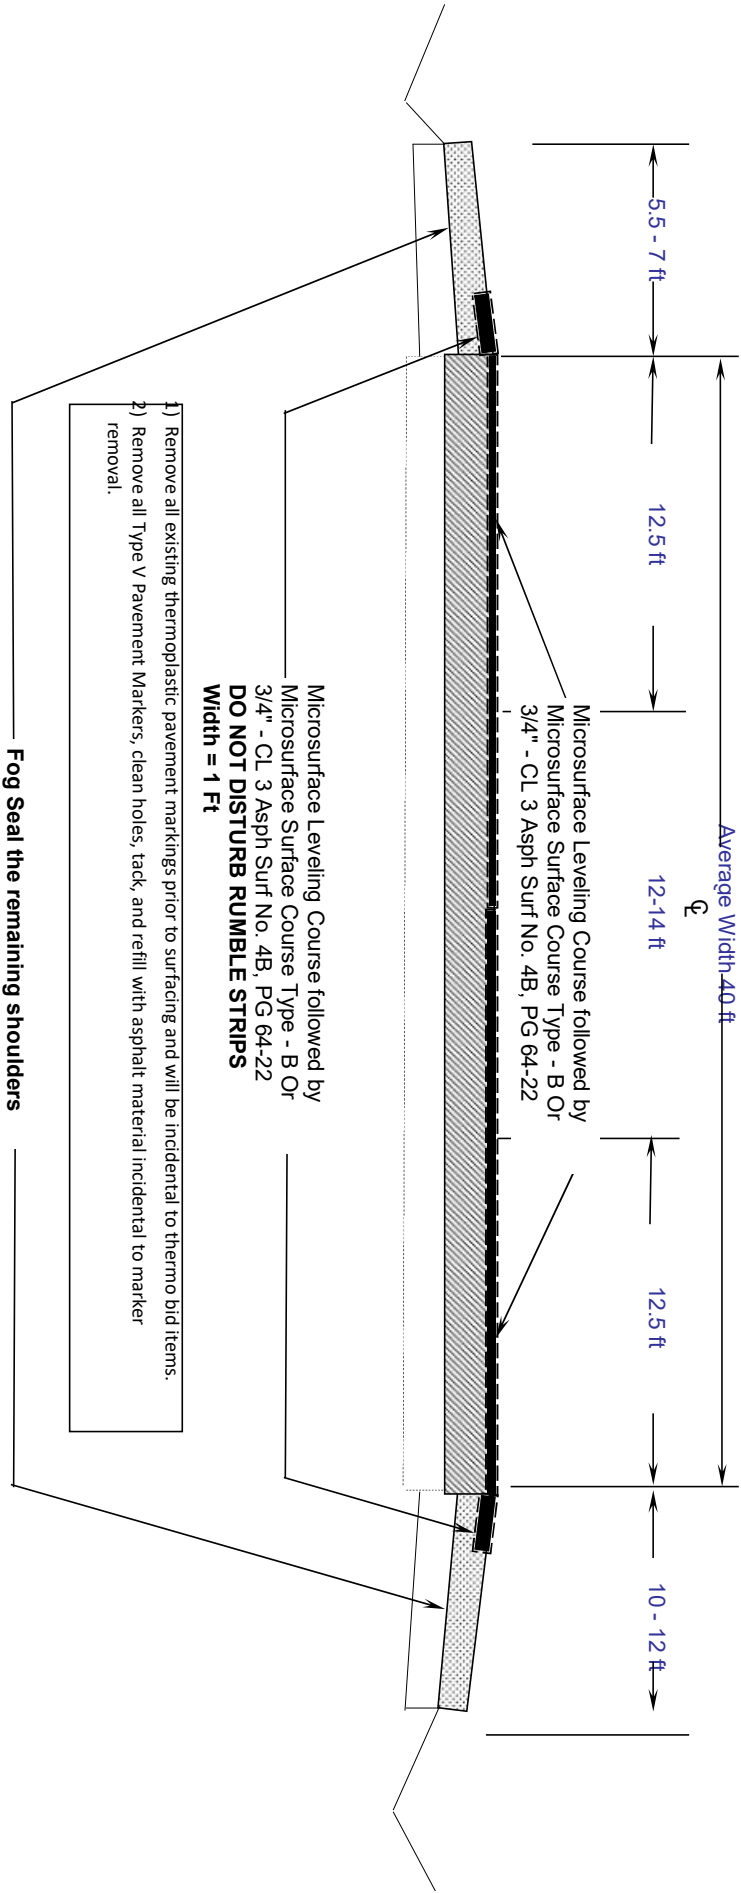 Average Width 40 ft
℄
5.5 - 7 ft
12.5 ft
12-14 ft
12.5 ft
10 - 12 ft
Microsurface Leveling Course followed by
Microsurface Surface Course Type - B Or
3/4" - CL 3 Asph Surf No. 4B, PG 64-22
Microsurface Leveling Course followed by
Microsurface Surface Course Type - B Or
3/4" - CL 3 Asph Surf No. 4B, PG 64-22
DO NOT DISTURB RUMBLE STRIPS
Width = 1 Ft
1) Remove all existing thermoplastic pavement markings prior to surfacing and will be incidental to thermo bid items.
2) Remove all Type V Pavement Markers, clean holes, tack, and refill with asphalt material incidental to marker
removal.
Fog Seal the remaining shoulders